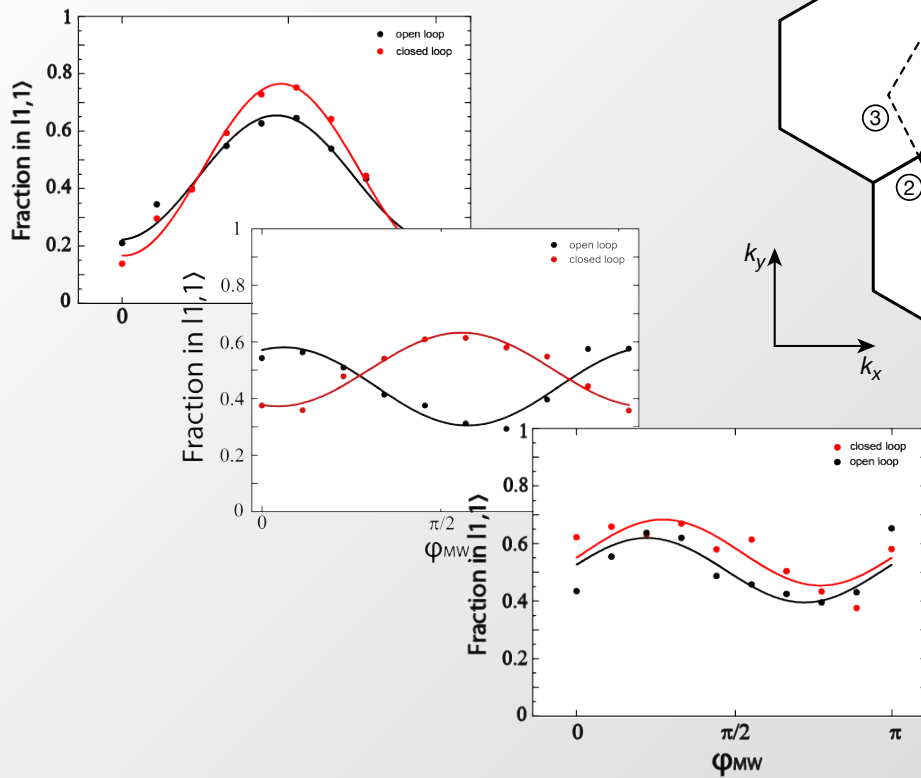 1
0.8
0.6
0.4
0.2
0
Fraction in |1,1⟩
open loop
closed loop
0
1
0.8
0.6
0.4
0.2
0
Fraction in |1,1⟩
open loop
closed loop
0
π/2
φMW
1
0.8
0.6
0.4
0.2
0
Fraction in |1,1⟩
closed loop
open loop
0
π/2
π
φMW
3
2
ky
kx